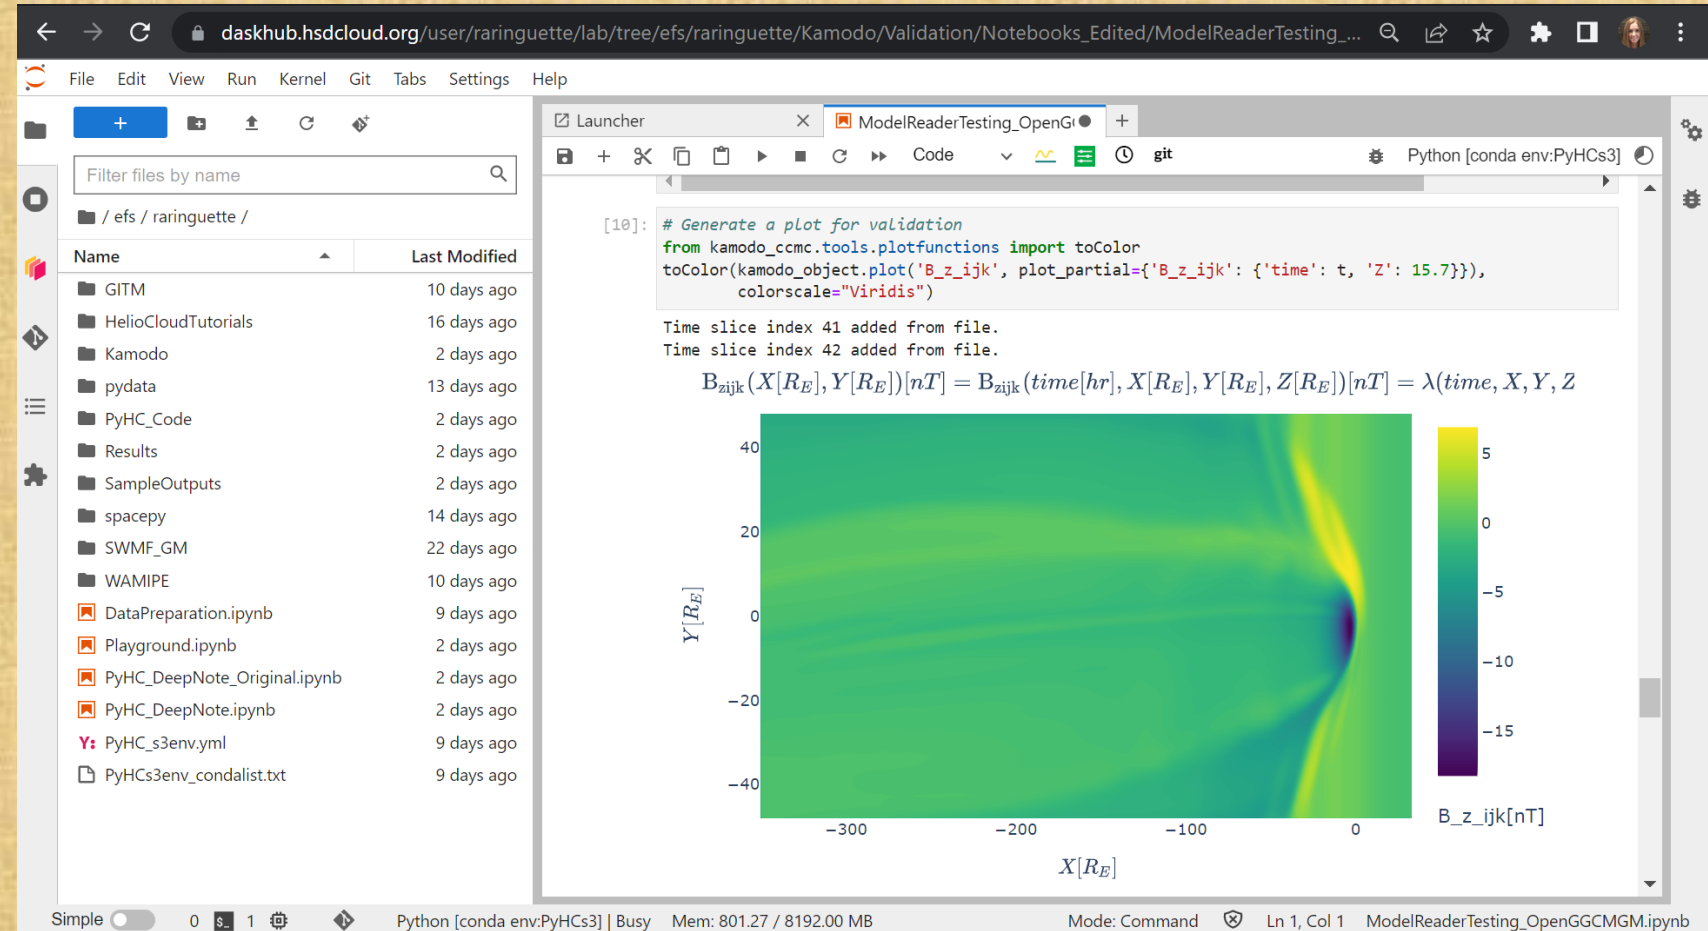 daskhub.hsdcloud.org/user/raringuette/lab/tree/efs/raringuette/Kamodo/Validation/Notebooks_Edited/ModelReaderTesting_...
File Edit View Run Kernel Git Tabs Settings Help
+
Launcher
ModelReaderTesting_OpenG
Filter files by name
Code
git
Python [conda env:PyHCs3]
/ efs / raringuette /
Name Last Modified
GITM 10 days ago
HelioCloudTutorials 16 days ago
Kamodo 2 days ago
pydata 13 days ago
PyHC_Code 2 days ago
Results 2 days ago
SampleOutputs 2 days ago
spacepy 14 days ago
SWMF_GM 22 days ago
WAMIPE 10 days ago
DataPreparation.ipynb 9 days ago
Playground.ipynb 2 days ago
PyHC_DeepNote_Original.ipynb 2 days ago
PyHC_DeepNote.ipynb 2 days ago
Y: PyHC_s3env.yml 9 days ago
PyHCs3env_condalist.txt 9 days ago
[10]: # Generate a plot for validation
from kamodo_ccmc.tools.plotfunctions import toColor
toColor(kamodo_object.plot('B_z_ijk', plot_partial={'B_z_ijk': {'time': t, 'Z': 15.7}}),
colorscale="Viridis")
Time slice index 41 added from file.
Time slice index 42 added from file.
B_zijk(X[R_E], Y[R_E])[nT] = B_zijk(time[hr], X[R_E], Y[R_E], Z[R_E])[nT] = λ(time, X, Y, Z
40
20
0
−20
−40
Y[R_E]
−300 −200 −100 0
X[R_E]
5
0
−5
−10
−15
B_z_ijk[nT]
Simple 0 $_ 1 Python [conda env:PyHCs3] | Busy Mem: 801.27 / 8192.00 MB Mode: Command Ln 1, Col 1 ModelReaderTesting_OpenGGCMGM.ipynb